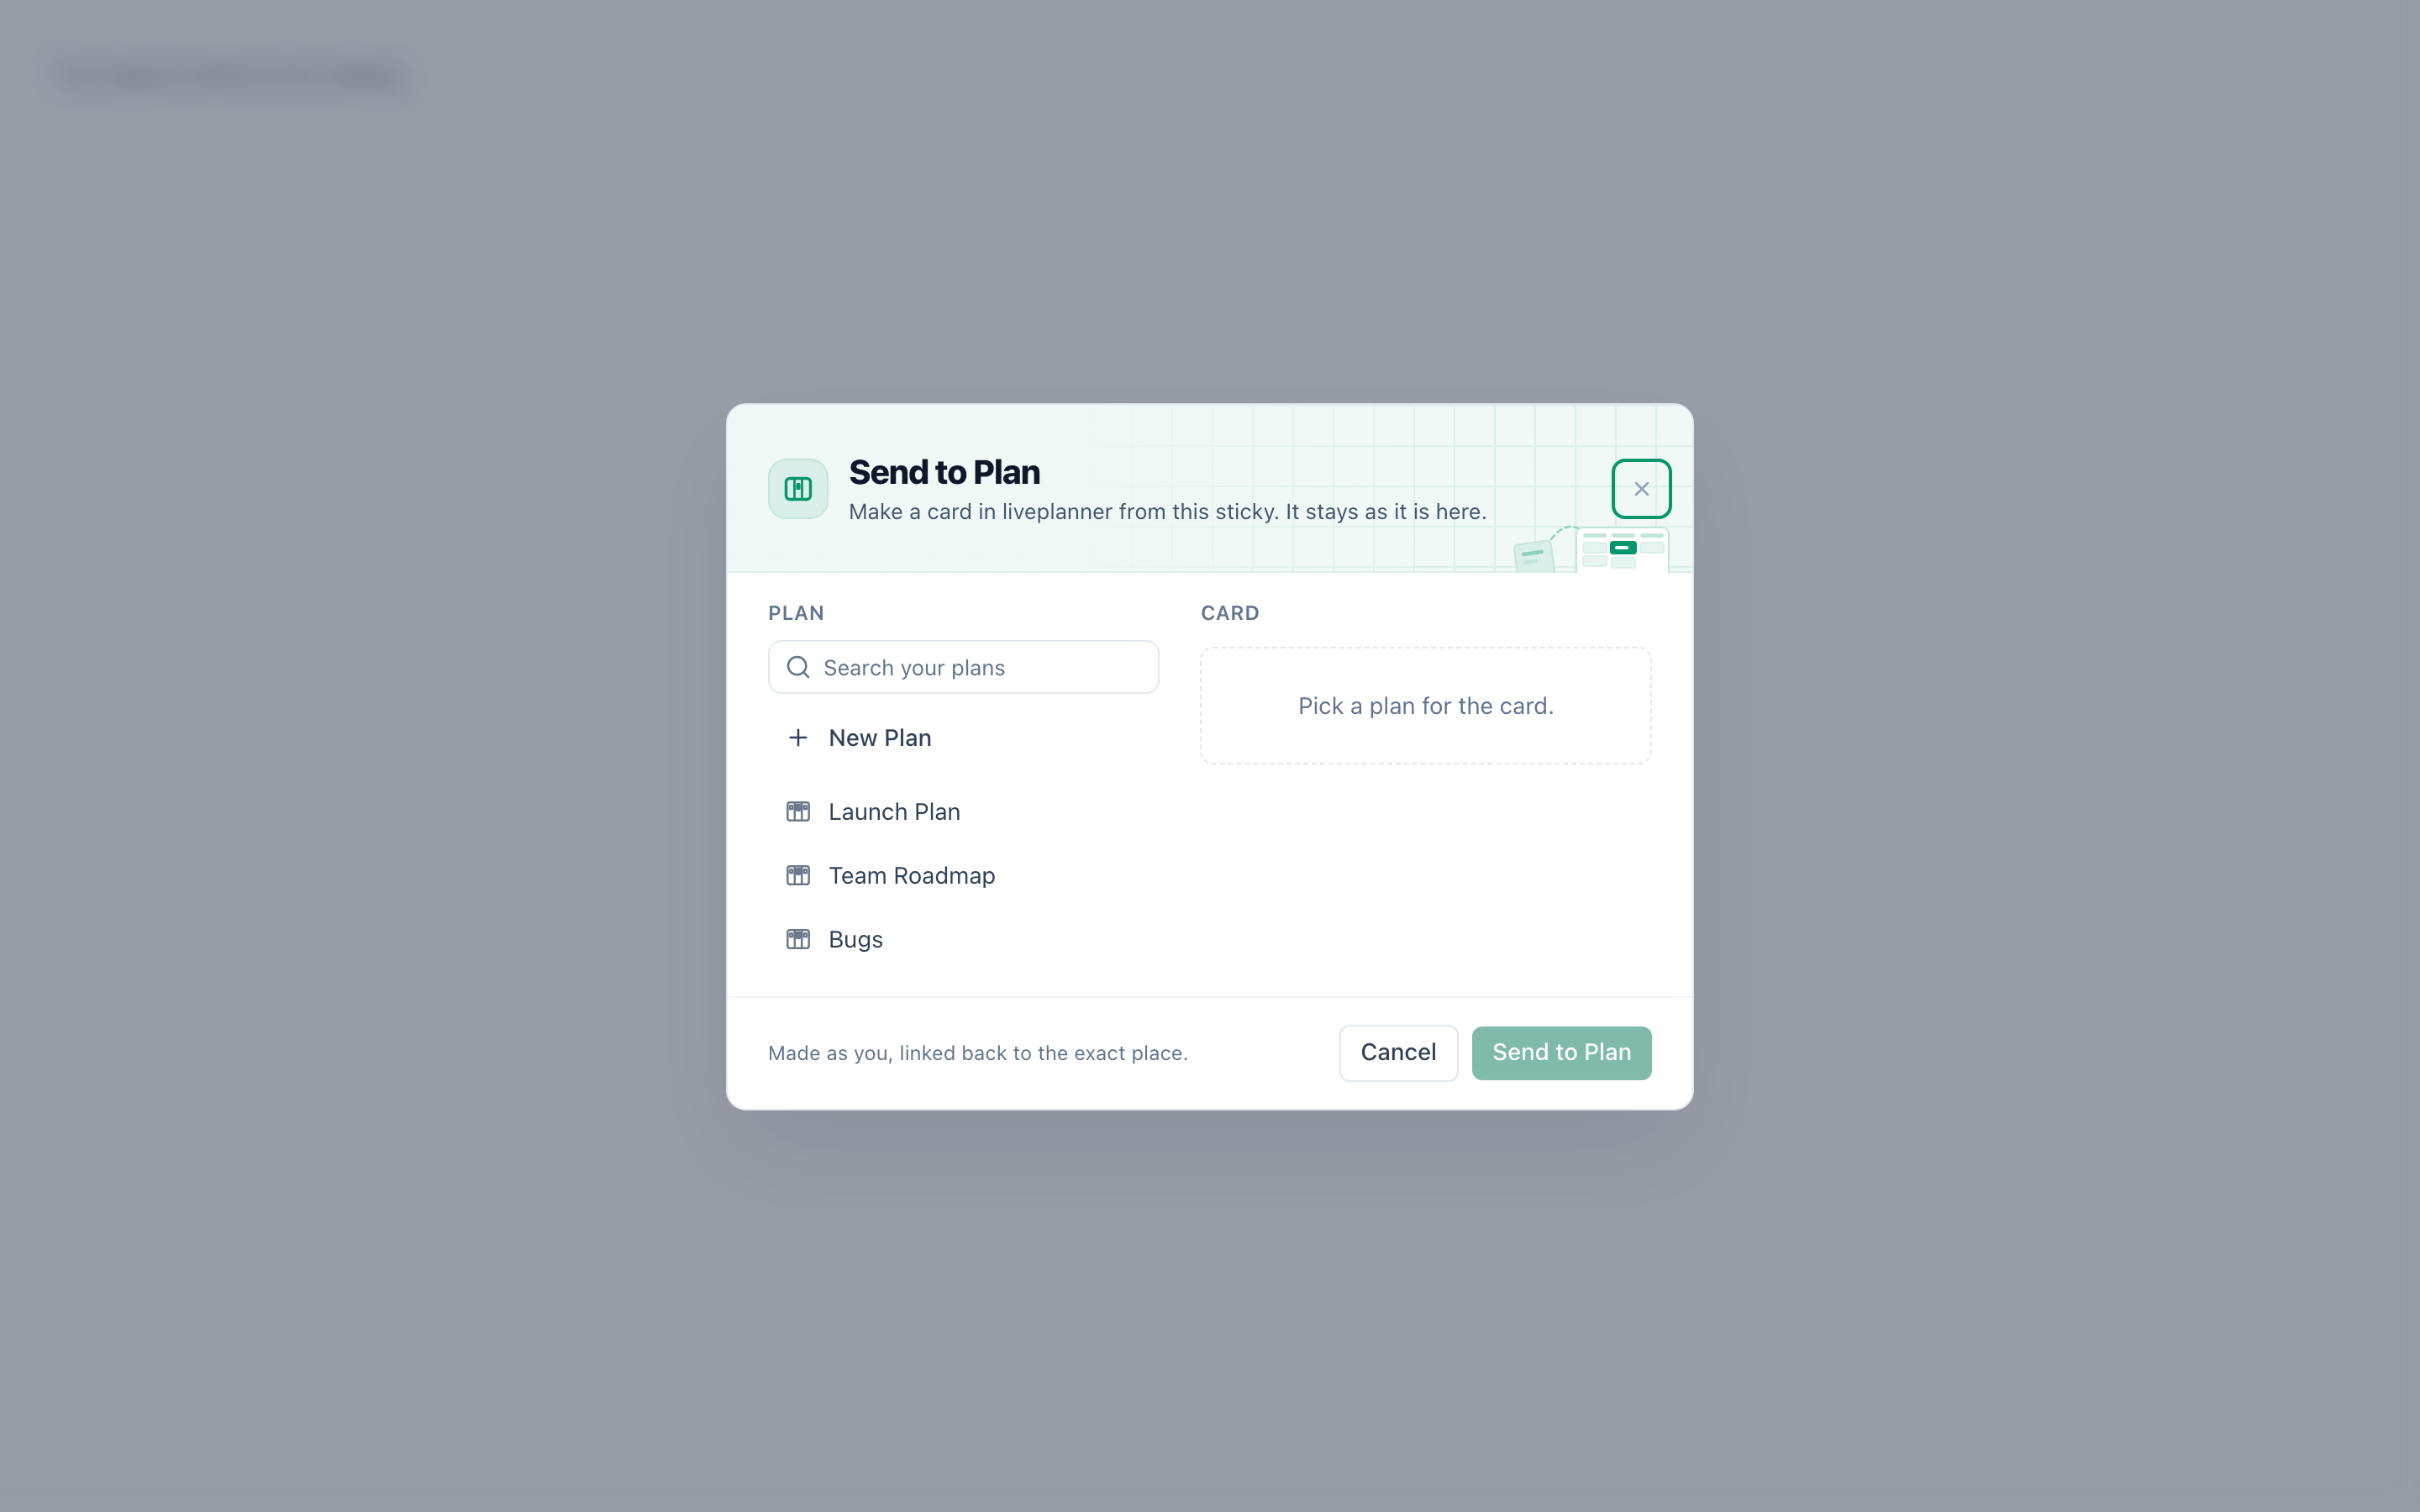 Send to Plan
Make a card in liveplanner from this sticky. It stays as it is here.
PLAN
Search your plans
New Plan
Launch Plan
Team Roadmap
Bugs
CARD
Pick a plan for the card.
Made as you, linked back to the exact place.
Cancel
Send to Plan